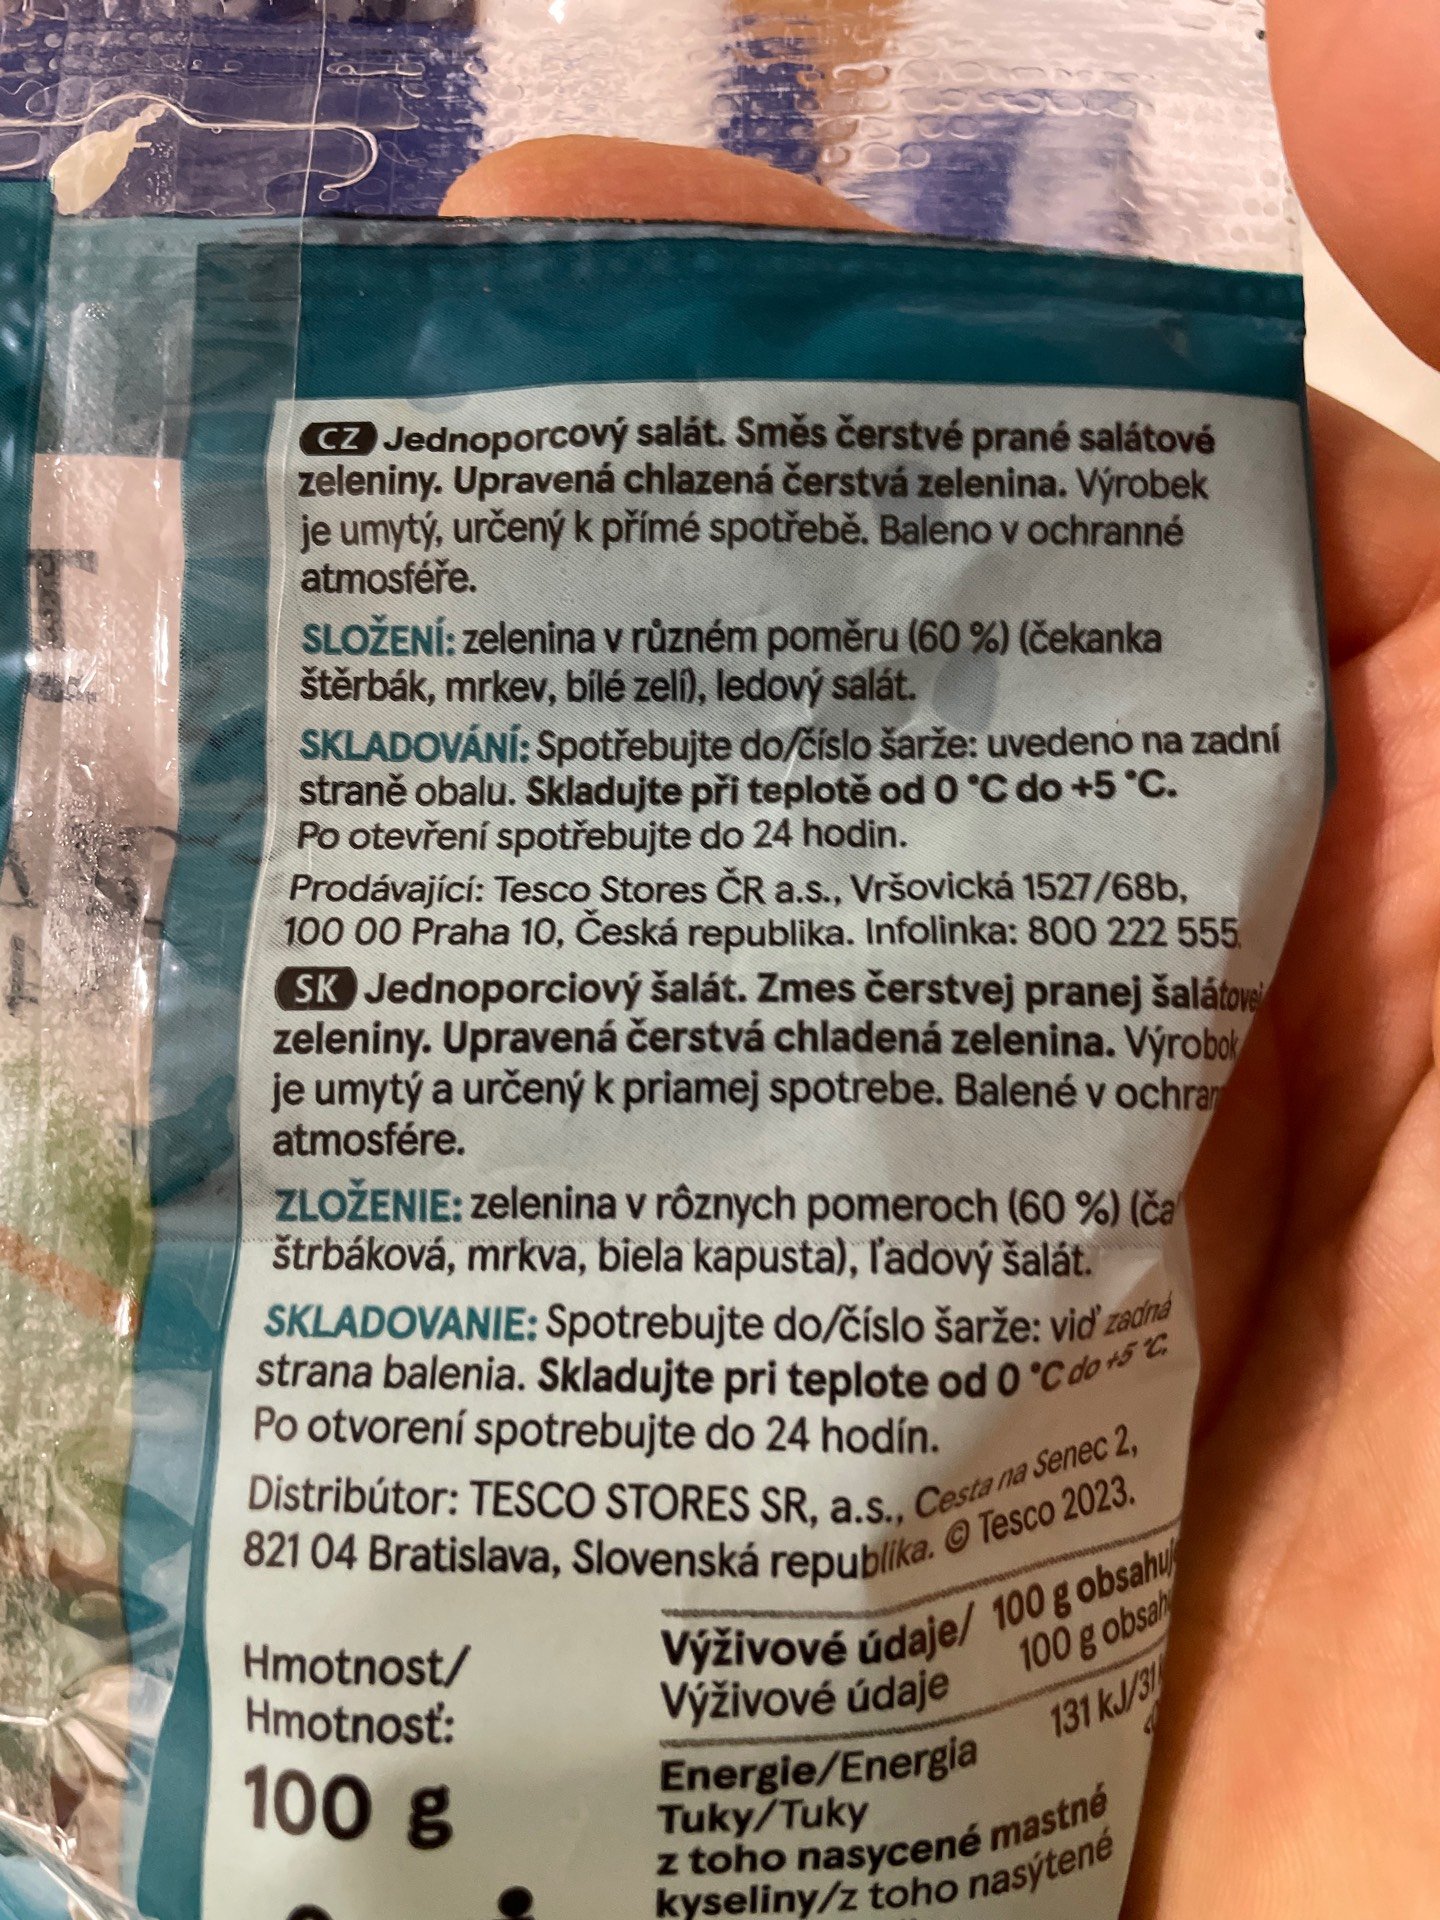 CZ Jednoporcový salát. Směs čerstvé prané salátové
zeleniny. Upravená chlazená čerstvá zelenina. Výrobek
je umytý, určený k přímé spotřebě. Baleno v ochranné
atmosféře.
SLOŽENÍ: zelenina v různém poměru (60 %) (čekanka
štěrbák, mrkev, bílé zelí), ledový salát.
SKLADOVÁNÍ: Spotřebujte do/číslo šarže: uvedeno na zadní
straně obalu. Skladujte při teplotě od 0 °C do +5 °C.
Po otevření spotřebujte do 24 hodin.
Prodávající: Tesco Stores ČR a.s., Vršovická 1527/68b,
100 00 Praha 10, Česká republika. Infolinka: 800 222 555
SK Jednoporciový šalát. Zmes čerstvej pranej šalátovej
zeleniny. Upravená čerstvá chladená zelenina. Výrobok
je umytý a určený k priamej spotrebe. Balené v
atmosfére.
ZLOŽENIE: zelenina v rôznych pomeroch (60 %)
štrbáková, mrkva, biela kapusta), ľadový šalát.
SKLADOVANIE: Spotrebujte do/číslo šarže: viď zadná
strana balenia. Skladujte pri teplote od 0 °C do +5 °C.
Po otvorení spotrebujte do 24 hodín.
Distribútor: TESCO STORES SR, a.s., Cesta na Senec 2,
821 04 Bratislava, Slovenská republika. © Tesco 2023.
Hmotnost/
Hmotnosť:
100 g
Výživové údaje/ 100 g
Výživové údaje 100 g
Energie/Energia 131 kJ/31
Tuky/Tuky
z toho nasycené mastné
kyseliny/z toho nasýtené